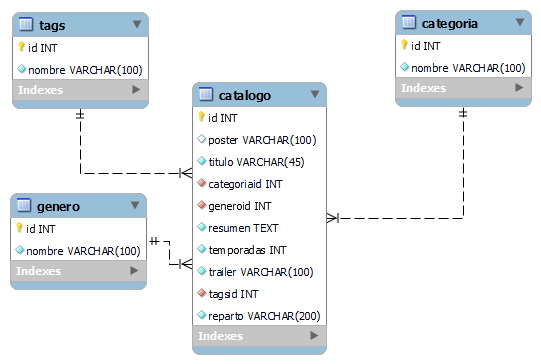 tags
id INT
nombre VARCHAR(100)
Indexes
categoria
id INT
nombre VARCHAR(100)
Indexes
catalogo
id INT
poster VARCHAR(100)
titulo VARCHAR(45)
categoriaid INT
generoid INT
resumen TEXT
temporadas INT
trailer VARCHAR(100)
tagsid INT
reparto VARCHAR(200)
Indexes
genero
id INT
nombre VARCHAR(100)
Indexes